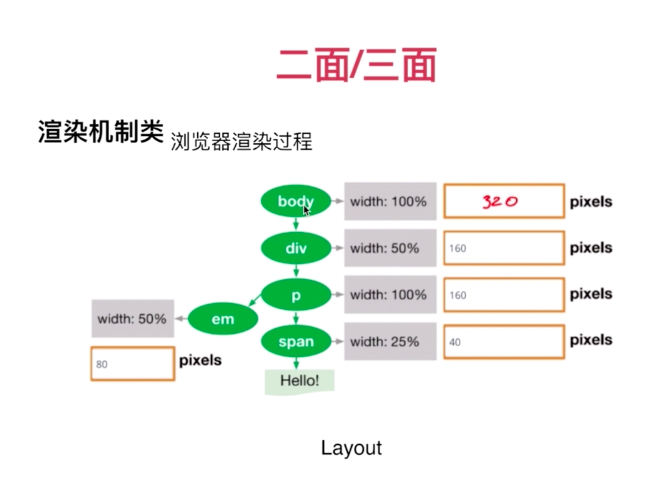 二面/三面
渲染机制类 浏览器渲染过程
body width: 100% 320 pixels
div width: 50% 160 pixels
p width: 100% 160 pixels
width: 50% em
span width: 25% 40 pixels
80 pixels
Hello!
Layout